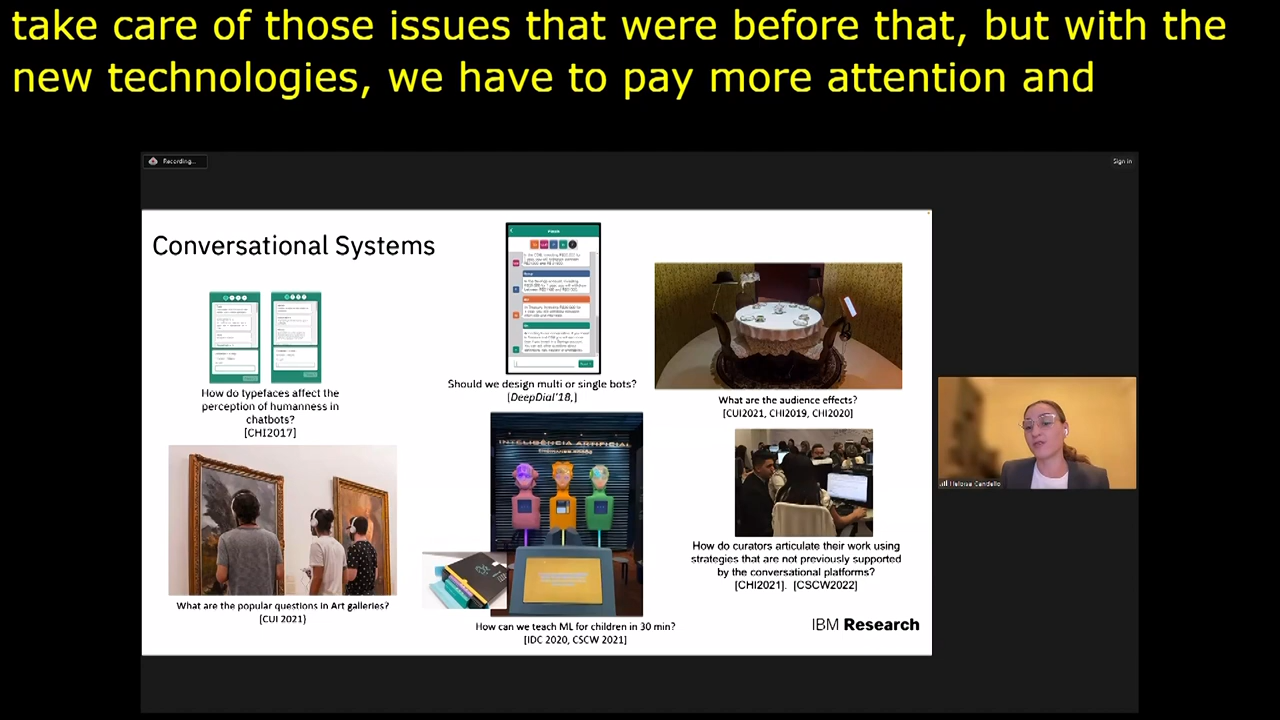 take care of those issues that were before that, but with the
new technologies, we have to pay more attention and
Recording...
Sign in
Conversational Systems
How do typefaces affect the
perception of humanness in
chatbots?
[CHI2017]
Should we design multi or single bots?
[DeepDial'18,]
What are the audience effects?
[CUI2021, CHI2019, CHI2020]
What are the popular questions in Art galleries?
[CUI 2021)
INTELIGÊNCIA ARTIFICIAL
How can we teach ML for children in 30 min?
[IDC 2020, CSCW 2021]
How do curators articulate their work using
strategies that are not previously supported
by the conversational platforms?
[CHI2021]. [CSCW2022]
IBM Research
Heloisa Candello